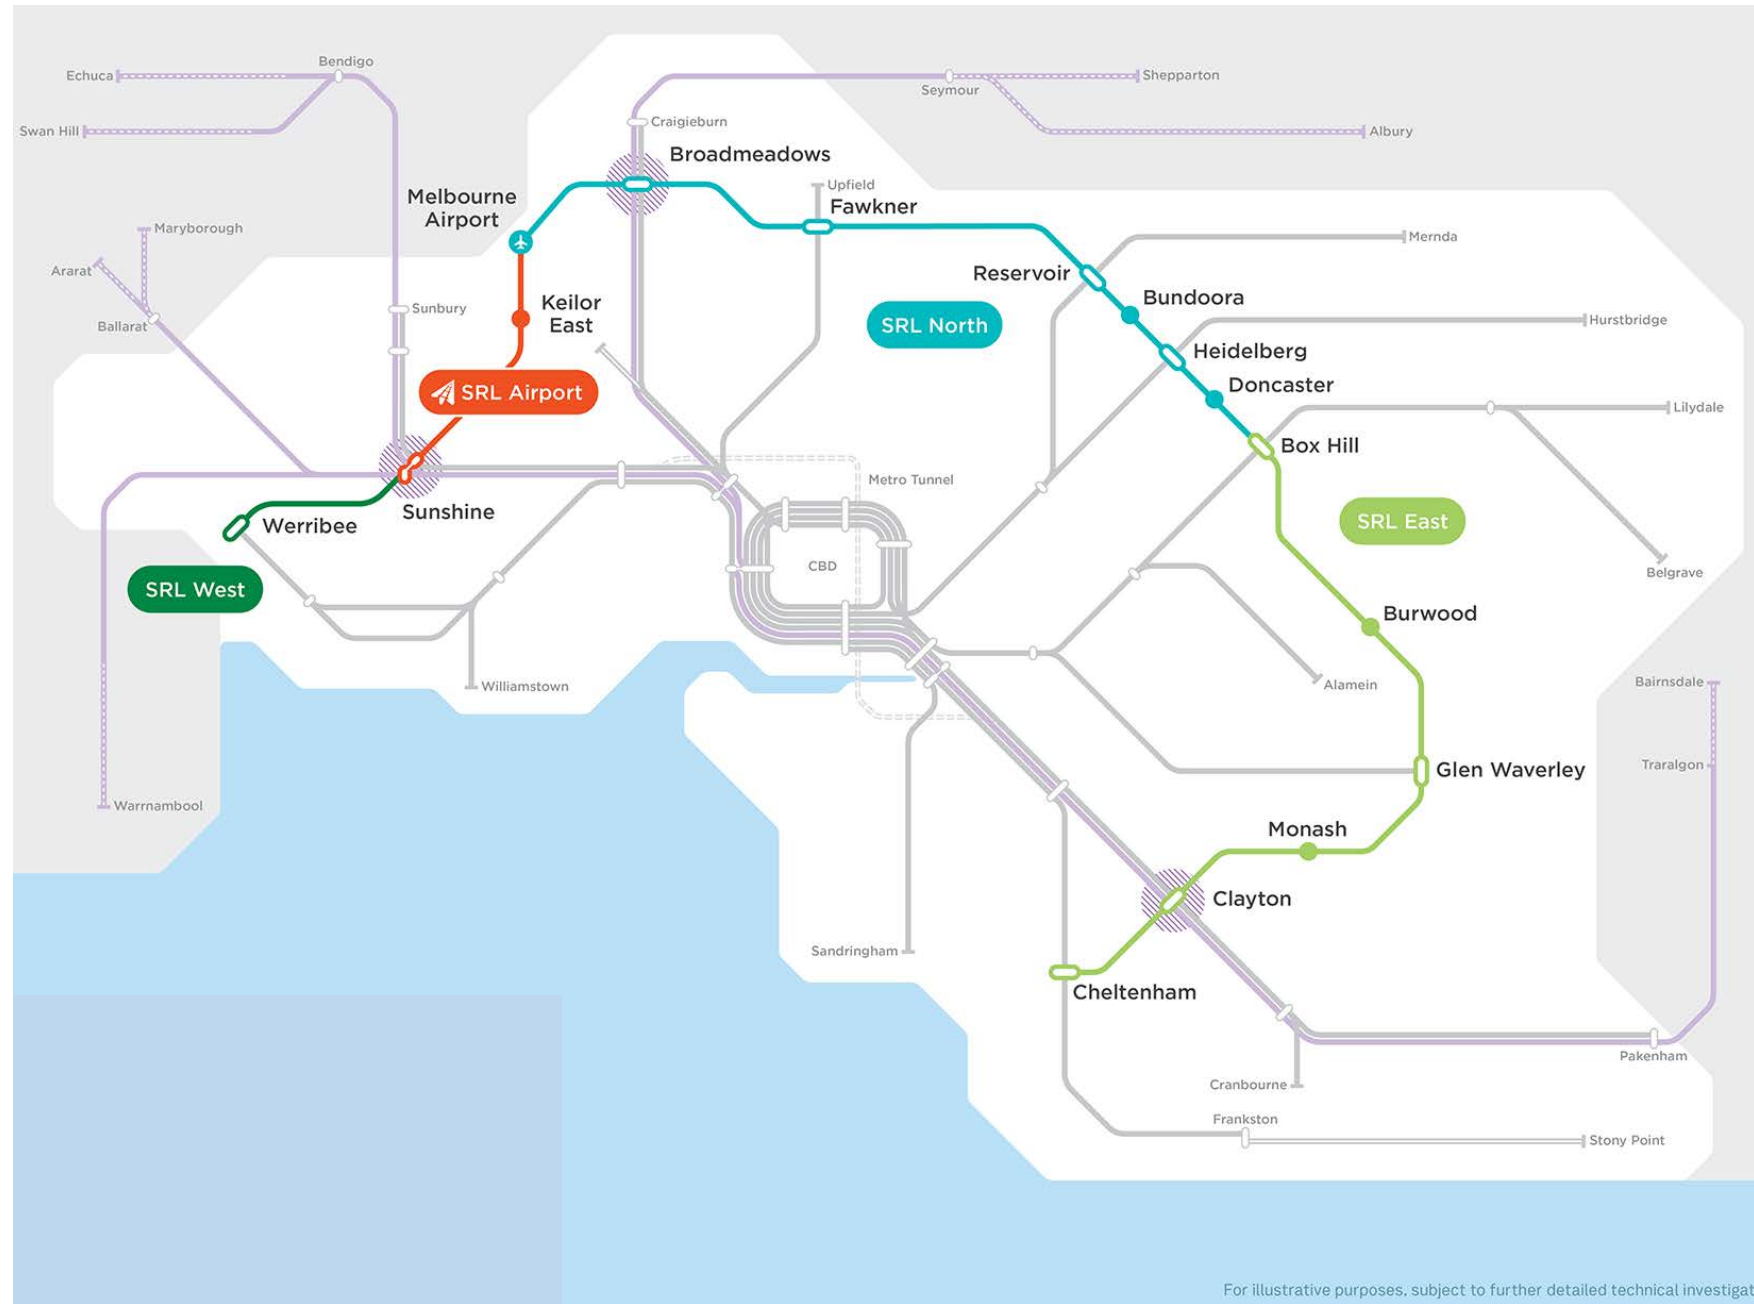 Echuca
Bendigo
Swan Hill
Seymour
Shepparton
Albury
Craigieburn
Broadmeadows
Melbourne
Airport
Upfield
Fawkner
Maryborough
Ararat
Ballarat
Sunbury
Keilor
East
Reservoir
Mernda
Bundoora
SRL North
Hurstbridge
Heidelberg
Doncaster
SRL Airport
Lilydale
Box Hill
Metro Tunnel
Sunshine
Werribee
SRL East
CBD
Belgrave
SRL West
Burwood
Williamstown
Alamein
Bairnsdale
Traralgon
Glen Waverley
Warrnambool
Monash
Clayton
Sandringham
Cheltenham
Pakenham
Cranbourne
Frankston
Stony Point
For illustrative purposes, subject to further detailed technical investigat